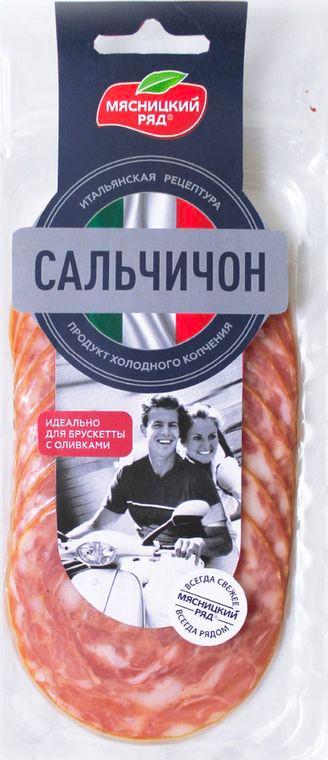 МЯСНИЦКИЙ
РЯД®
ИТАЛЬЯНСКАЯ РЕЦЕПТУРА
САЛЬЧИЧОН
ПРОДУКТ ХОЛОДНОГО КОПЧЕНИЯ
ИДЕАЛЬНО
ДЛЯ БРУСКЕТТЫ
С ОЛИВКАМИ
ВСЕГДА СВЕЖЕЕ
МЯСНИЦКИЙ
РЯД®
ВСЕГДА РЯДОМ